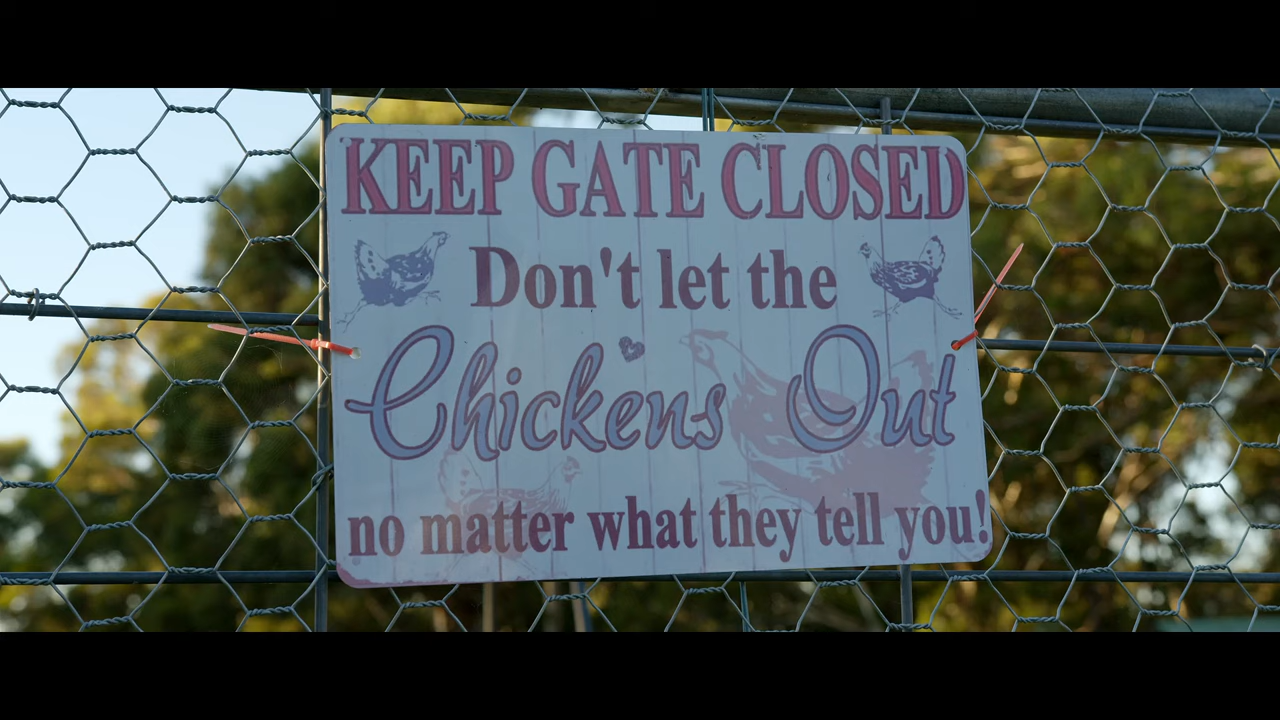 KEEP GATE CLOSED
Don't let the
Chickens Out
no matter what they tell you!